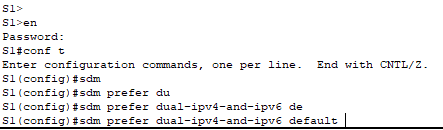 S1>
S1>en
Password:
S1#conf t
Enter configuration commands, one per line.  End with CNTL/Z.
S1(config)#sdm
S1(config)#sdm prefer du
S1(config)#sdm prefer dual-ipv4-and-ipv6 de
S1(config)#sdm prefer dual-ipv4-and-ipv6 default